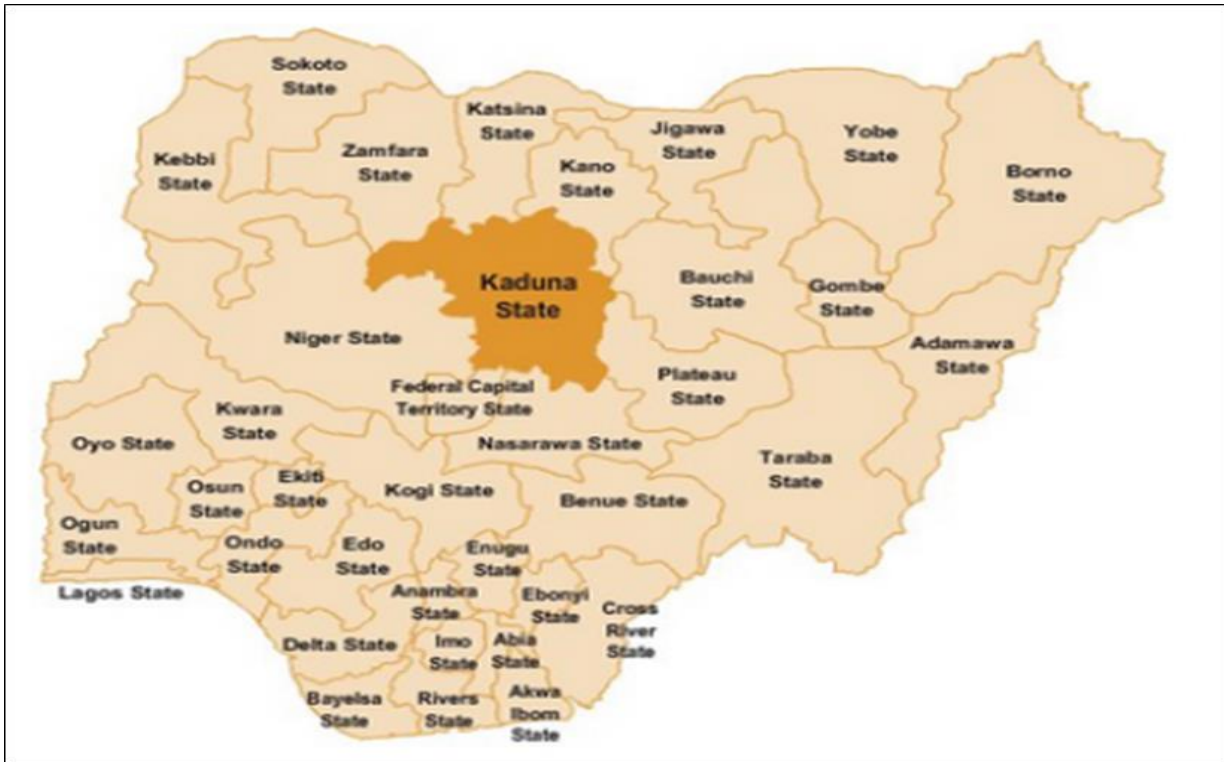 Sokoto
State
Katsina
State
Jigawa
State
Yobe
State
Kebbi
State
Zamfara
State
Kano
State
Borno
State
Kaduna
State
Bauchi
State
Gombe
State
Niger State
Adamawa
State
Federal Capital
Territory State
Plateau
State
Kwara
State
Oyo State
Nasarawa State
Taraba
State
Osun
State
Ekiti
State
Kogi State
Benue State
Ogun
State
Ondo
State
Edo
State
Enugu
State
Lagos State
Anambra
State
Ebonyi
State
Cross
River
State
Delta State
Imo
State
Abia
State
Bayelsa
State
Rivers
State
Akwa
Ibom
State